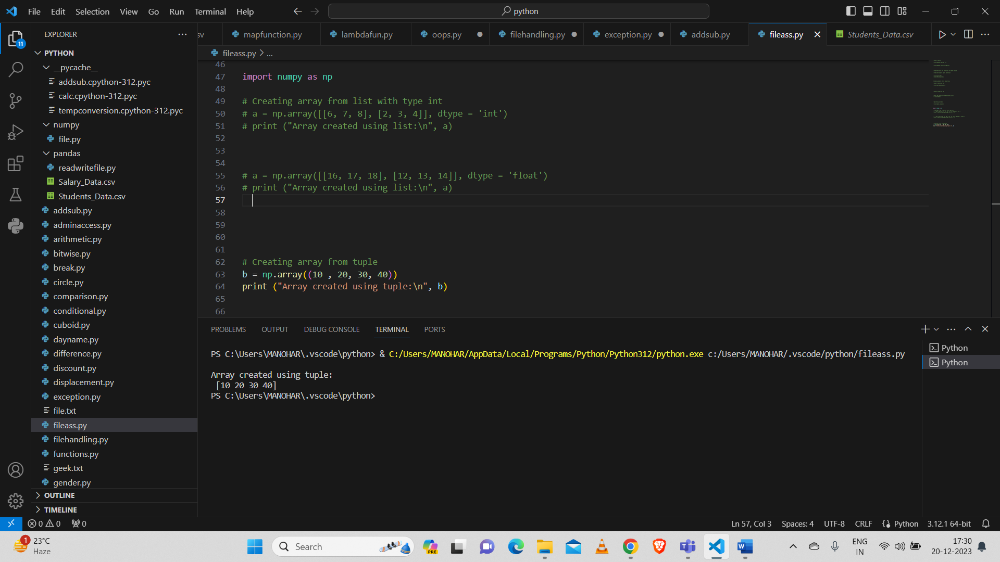 File Edit Selection View Go Run Terminal Help
python
EXPLORER
sv
mapfunction.py
lambdafun.py
oops.py
filehandling.py
exception.py
addsub.py
fileass.py
Students_Data.csv
fileass.py > ...
11
PYTHON
__pycache__
addsub.cpython-312.pyc
calc.cpython-312.pyc
tempconversion.cpython-312.pyc
numpy
file.py
pandas
readwritefile.py
Salary_Data.csv
Students_Data.csv
addsub.py
adminaccess.py
arithmetic.py
bitwise.py
break.py
circle.py
comparison.py
conditional.py
cuboid.py
dayname.py
difference.py
discount.py
displacement.py
exception.py
file.txt
fileass.py
filehandling.py
functions.py
geek.txt
gender.py
OUTLINE
TIMELINE
46
47 import numpy as np
48
49 # Creating array from list with type int
50 # a = np.array([[6, 7, 8], [2, 3, 4]], dtype = 'int')
51 # print ("Array created using list:\n", a)
52
53
54
55 # a = np.array([[16, 17, 18], [12, 13, 14]], dtype = 'float')
56 # print ("Array created using list:\n", a)
57
58
59
60
61
62 # Creating array from tuple
63 b = np.array((10 , 20, 30, 40))
64 print ("Array created using tuple:\n", b)
65
66
PROBLEMS OUTPUT DEBUG CONSOLE TERMINAL PORTS
PS C:\Users\MANOHAR\.vscode\python> & C:/Users/MANOHAR/AppData/Local/Programs/Python/Python312/python.exe c:/Users/MANOHAR/.vscode/python/fileass.py
Array created using tuple:
[10 20 30 40]
PS C:\Users\MANOHAR\.vscode\python>
Python
Python
0 0 0
Ln 57, Col 3 Spaces: 4 UTF-8 CRLF Python 3.12.1 64-bit
1
23°C
Haze
Search
PRE
ENG
IN
17:30
20-12-2023